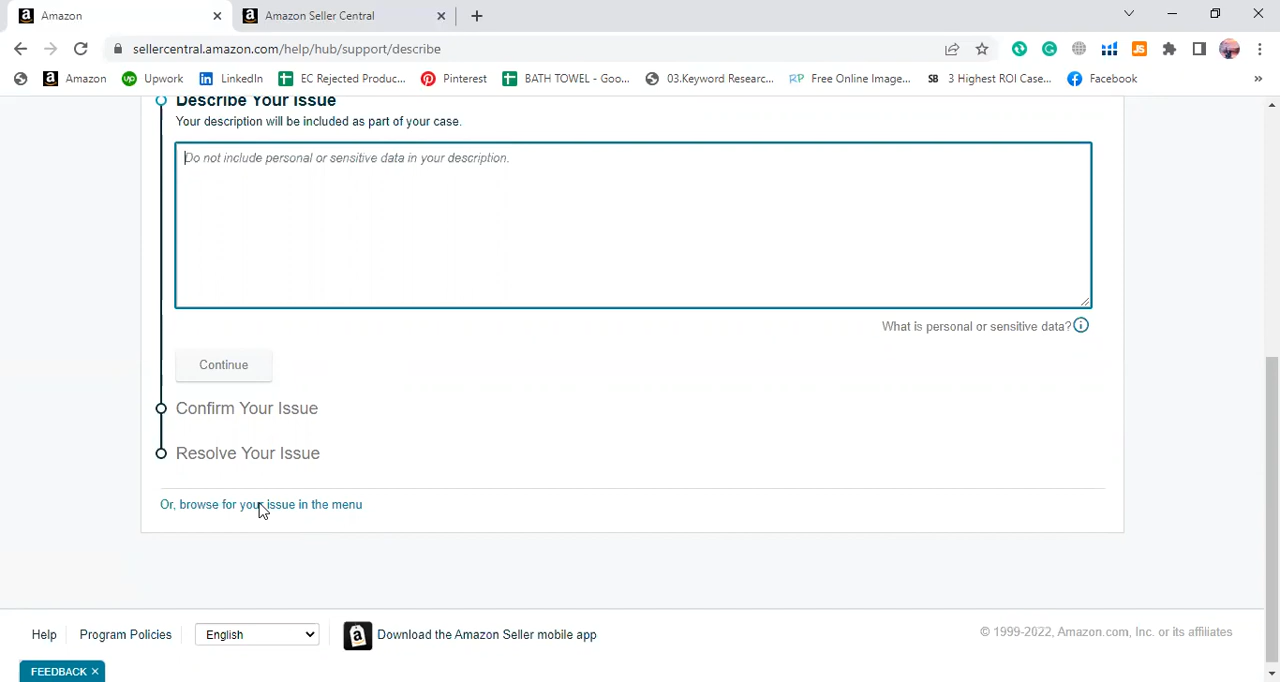 Amazon
Amazon Seller Central
sellercentral.amazon.com/help/hub/support/describe
Amazon
Upwork
LinkedIn
EC Rejected Produc...
Pinterest
BATH TOWEL - Goo...
03.Keyword Researc...
RP
Free Online Image...
SB
3 Highest ROI Case...
Facebook
»
Describe Your Issue
Your description will be included as part of your case.
Do not include personal or sensitive data in your description.
What is personal or sensitive data?
Continue
Confirm Your Issue
Resolve Your Issue
Or, browse for your issue in the menu
Help
Program Policies
English
Download the Amazon Seller mobile app
© 1999-2022, Amazon.com, Inc. or its affiliates
FEEDBACK ×